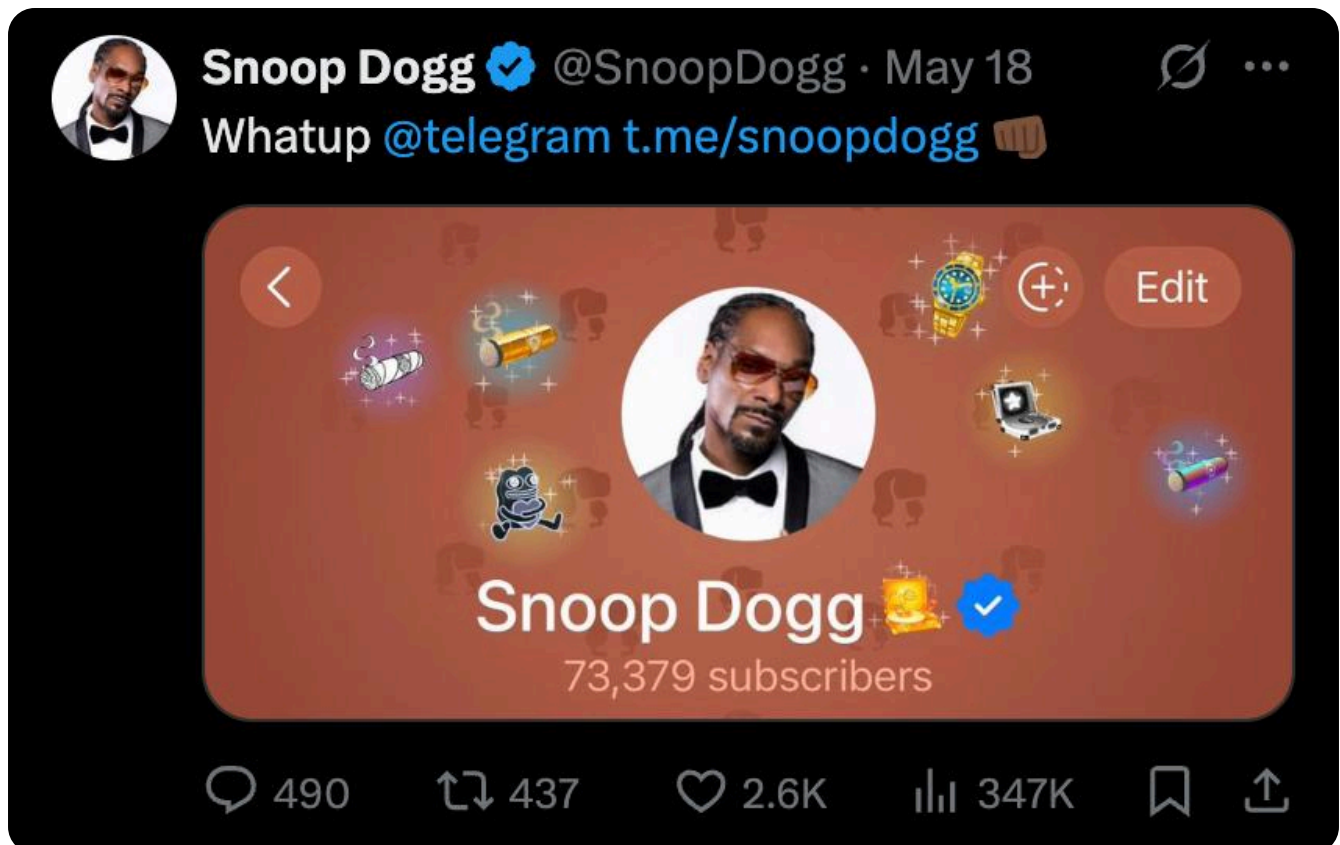 Snoop Dogg @SnoopDogg · May 18
Whatup @telegram t.me/snoopdogg 👊🏾
Edit
Snoop Dogg
73,379 subscribers
490 437 2.6K 347K